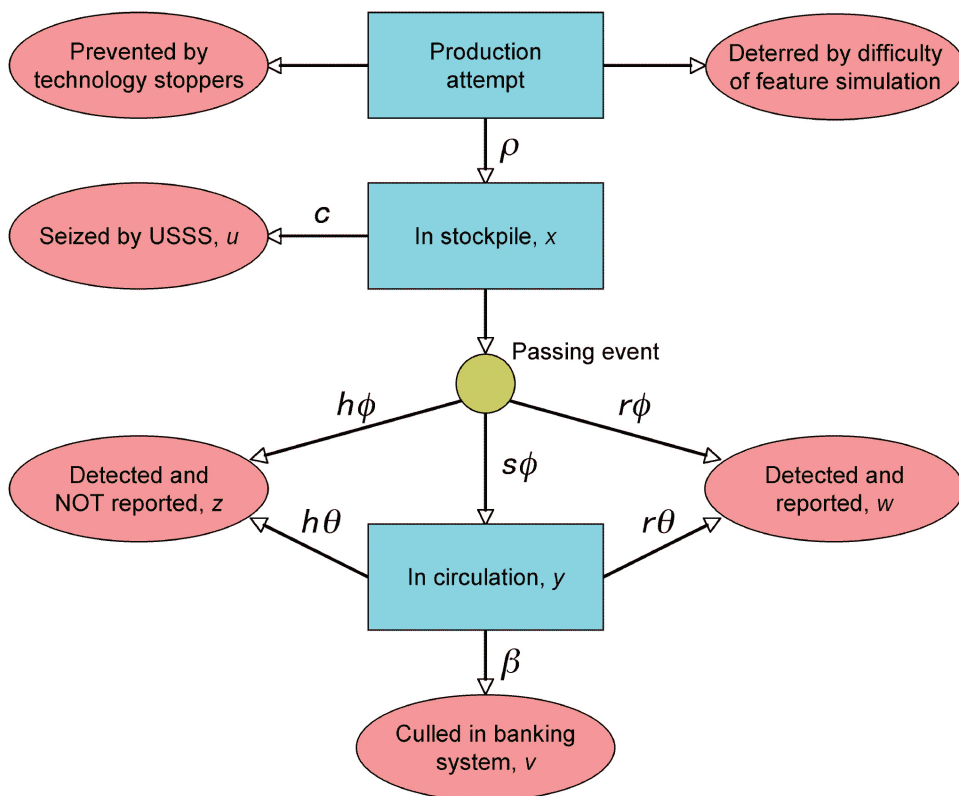 Prevented by
technology stoppers
Production
attempt
Deterred by difficulty
of feature simulation
ρ
Seized by USSS, u
c
In stockpile, x
Passing event
hϕ
rϕ
sϕ
Detected and
NOT reported, z
Detected and
reported, w
hθ
rθ
In circulation, y
β
Culled in banking
system, v